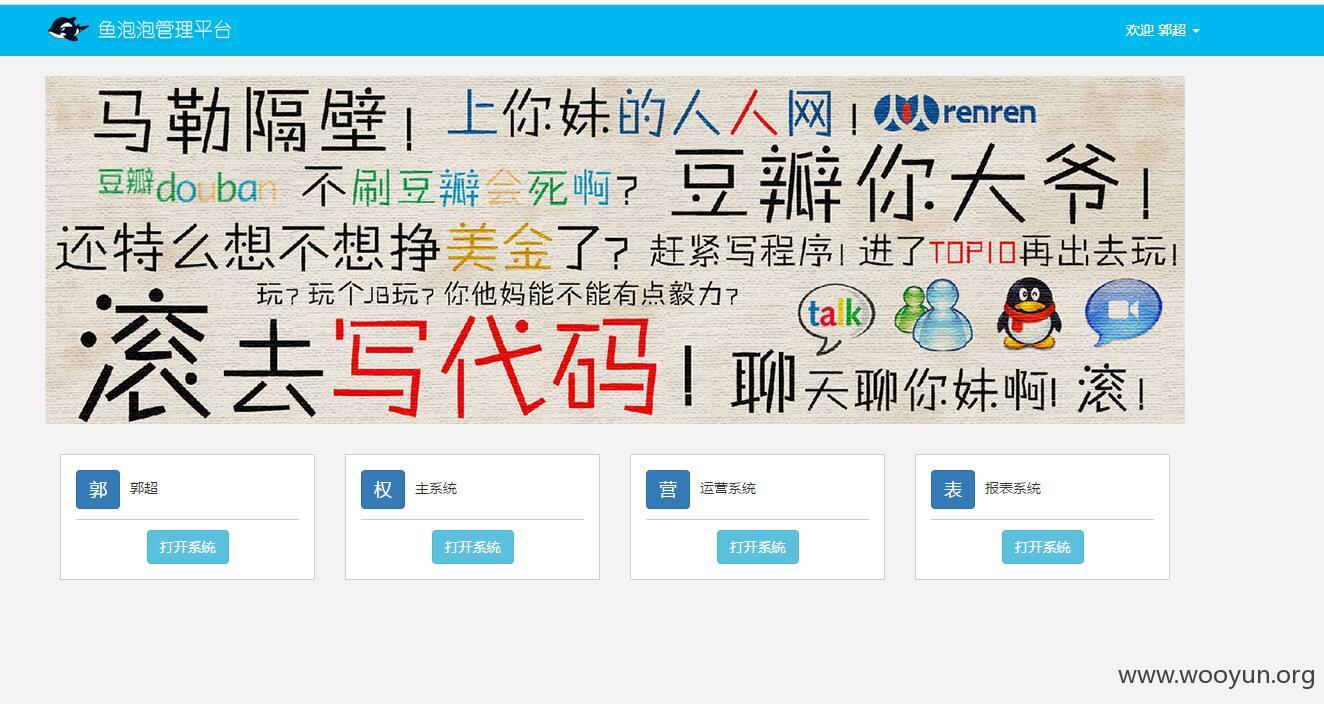 鱼泡泡管理平台
欢迎 郭超
马勒隔壁! 上你妹的人人网! renren
豆瓣douban 不刷豆瓣会死啊? 豆瓣你大爷!
还特么想不想挣美金了? 赶紧写程序! 进了TOP10再出去玩!
玩?玩个JB玩?你他妈能不能有点毅力?
talk
滚去写代码! 聊天聊你妹啊! 滚!
郭 郭超
权 主系统
营 运营系统
表 报表系统
打开系统
打开系统
打开系统
打开系统
www.wooyun.org